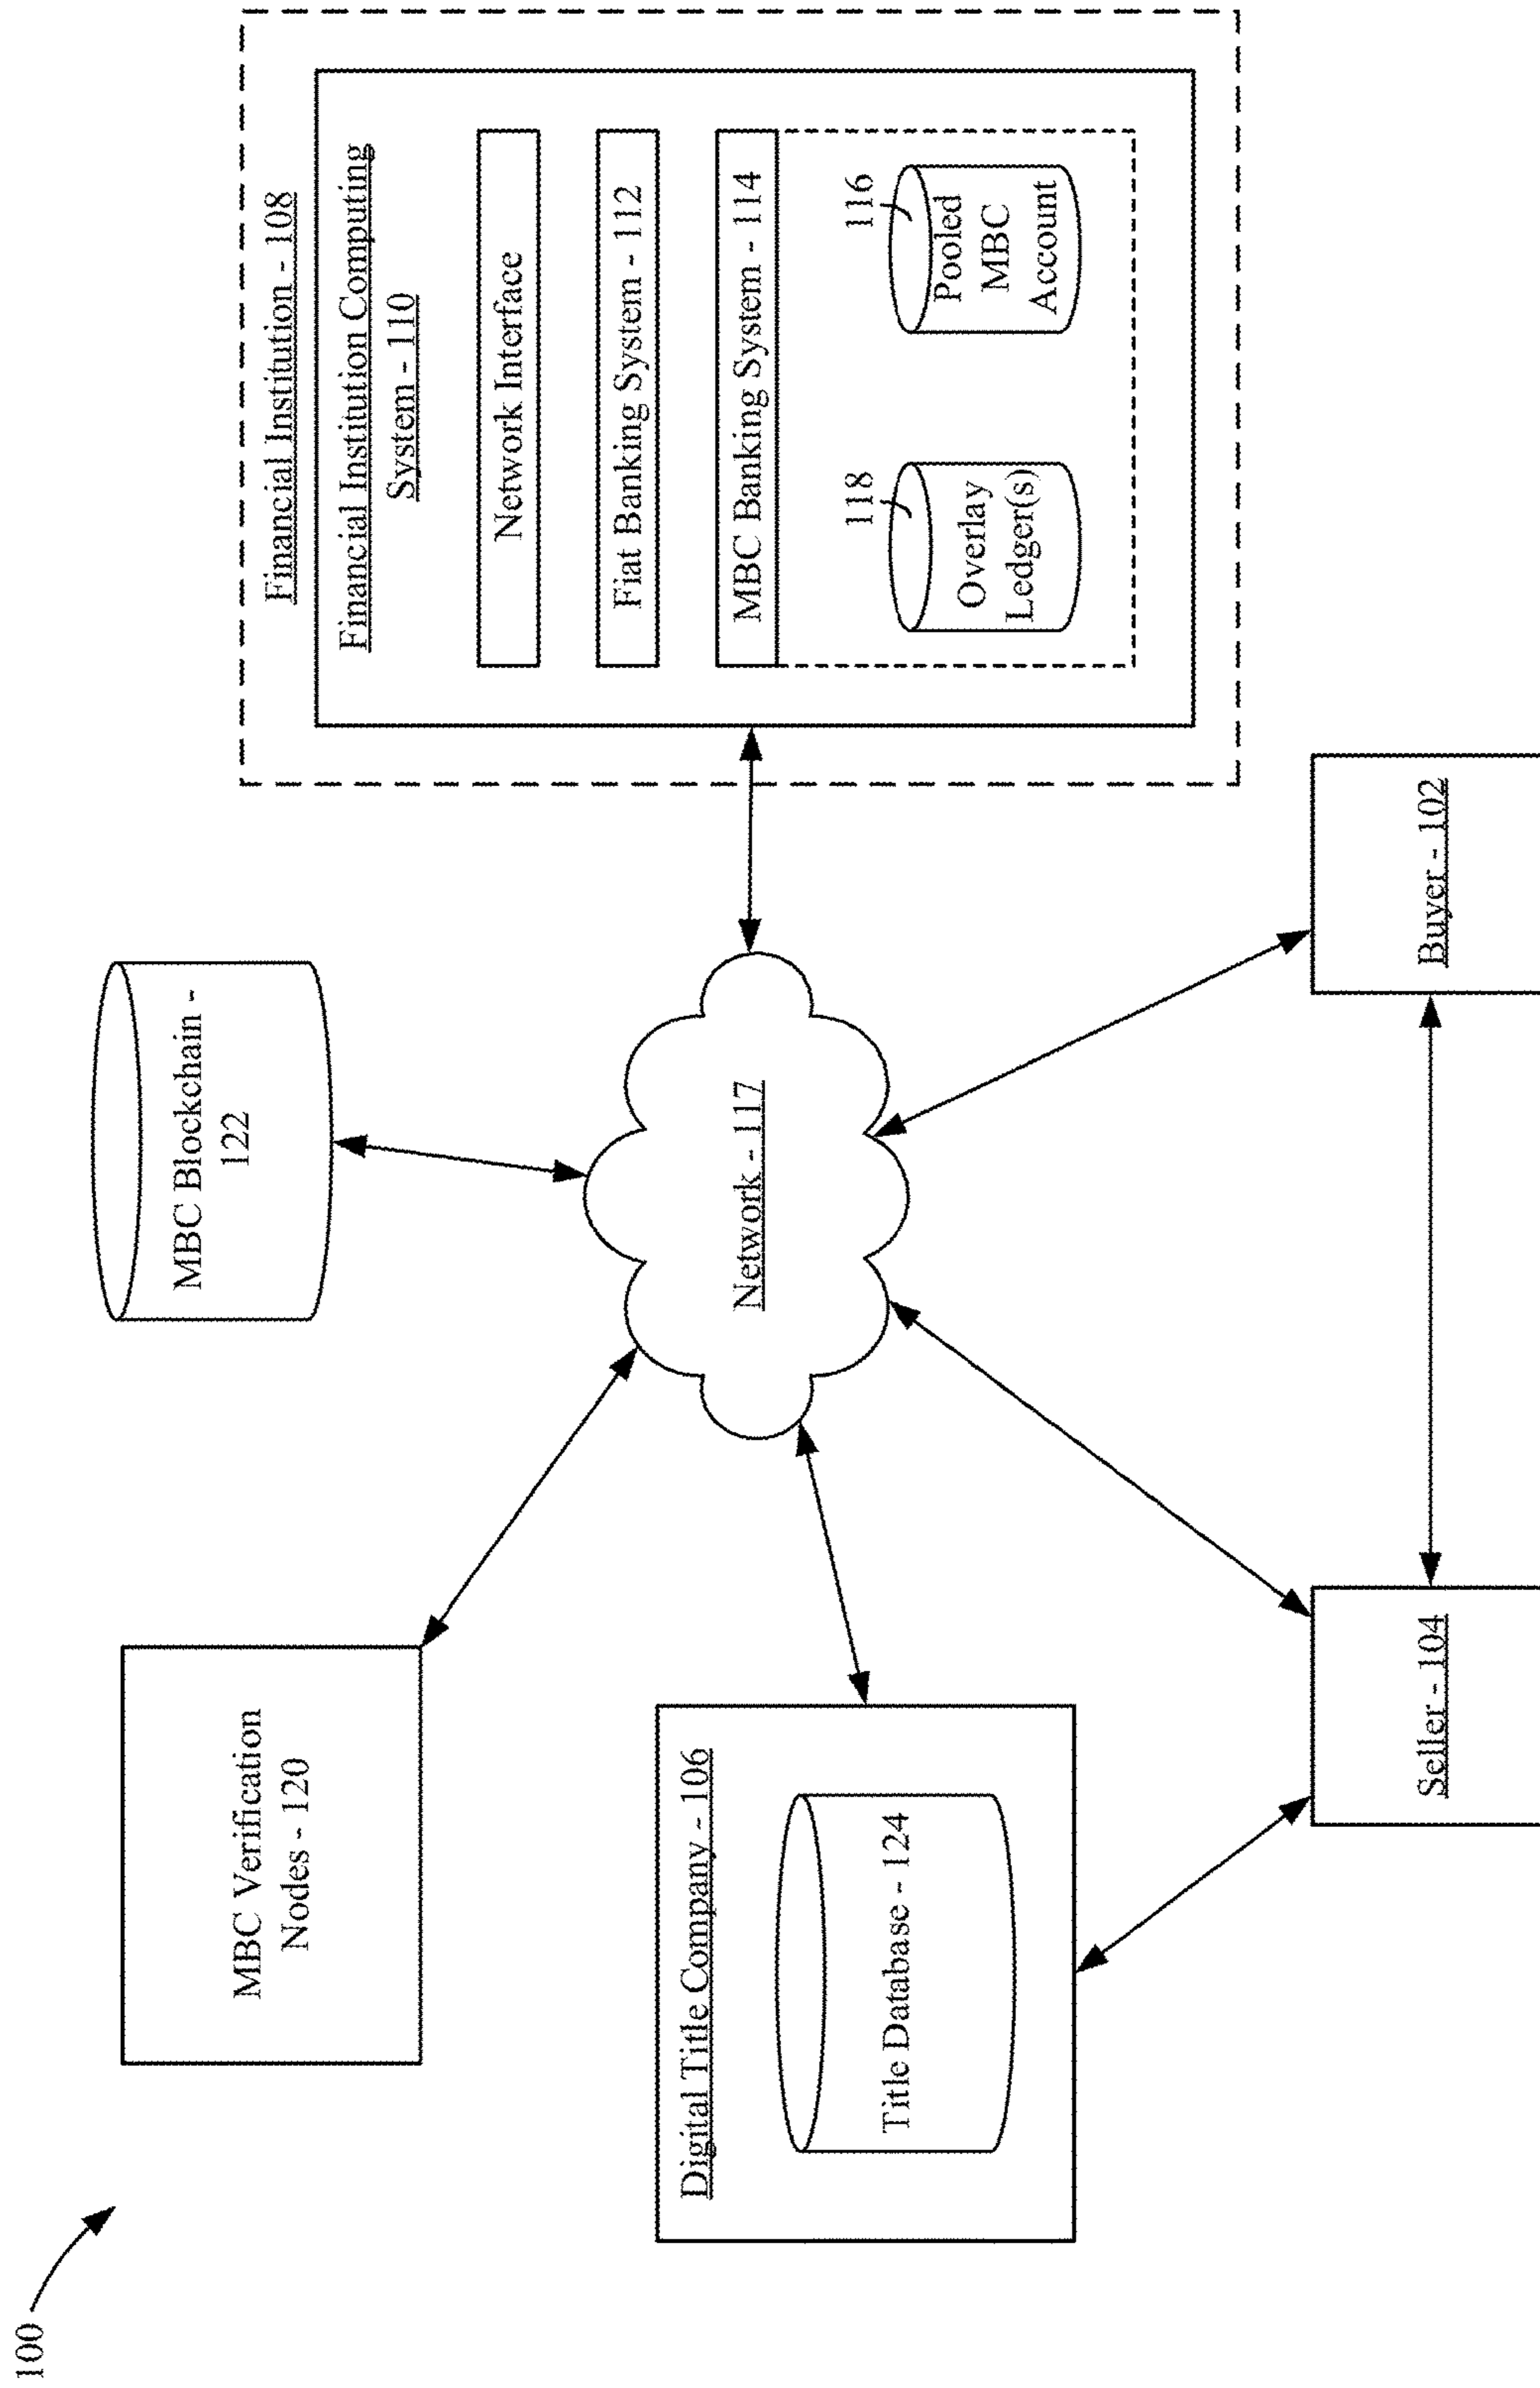 100
MBC Verification
Nodes - 120
MBC Blockchain -
122
Financial Institution - 108
Financial Institution Computing
System - 110
Network Interface
Fiat Banking System - 112
MBC Banking System - 114
118
Overlay
Ledger(s)
116
Pooled
MBC
Account
Digital Title Company - 106
Title Database - 124
Network - 117
Seller - 104
Buyer - 102